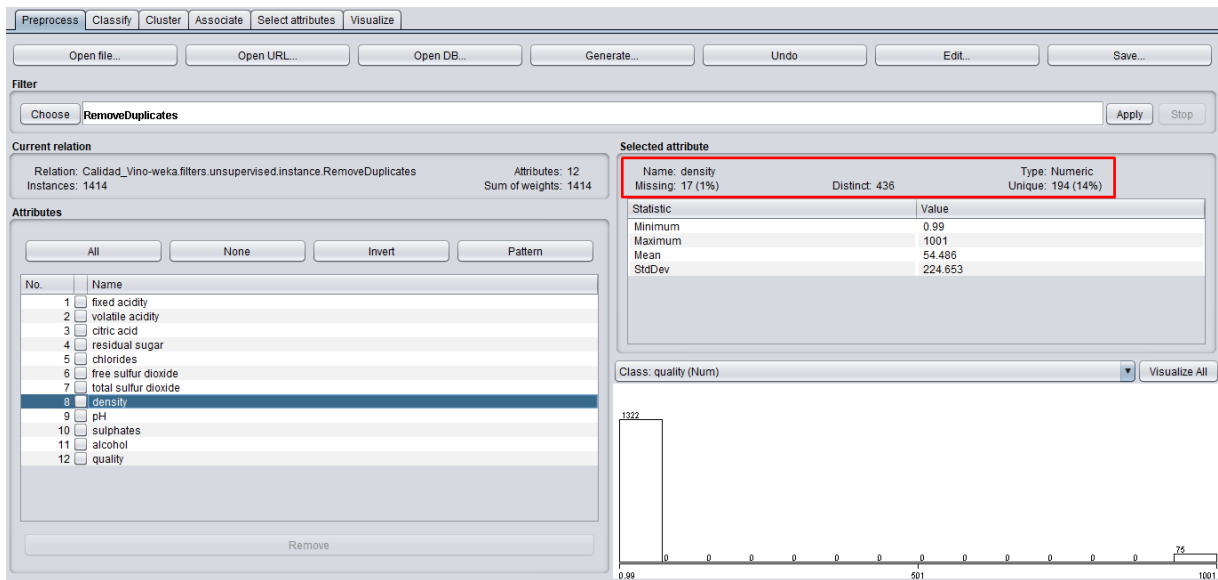 Preprocess Classify Cluster Associate Select attributes Visualize
Open file... Open URL... Open DB... Generate... Undo Edit... Save...
Filter
Choose RemoveDuplicates Apply Stop
Current relation
Relation: Calidad_Vino-weka.filters.unsupervised.instance.RemoveDuplicates Attributes: 12
Instances: 1414 Sum of weights: 1414
Attributes
All None Invert Pattern
No. Name
1 fixed acidity
2 volatile acidity
3 citric acid
4 residual sugar
5 chlorides
6 free sulfur dioxide
7 total sulfur dioxide
8 density
9 pH
10 sulphates
11 alcohol
12 quality
Remove
Selected attribute
Name: density Type: Numeric
Missing: 17 (1%) Distinct: 436 Unique: 194 (14%)
Statistic Value
Minimum 0.99
Maximum 1001
Mean 54.486
StdDev 224.653
Class: quality (Num) Visualize All
1322
0 0 0 0 0 0 0 0 0 0 0 0 75
0.99 501 1001